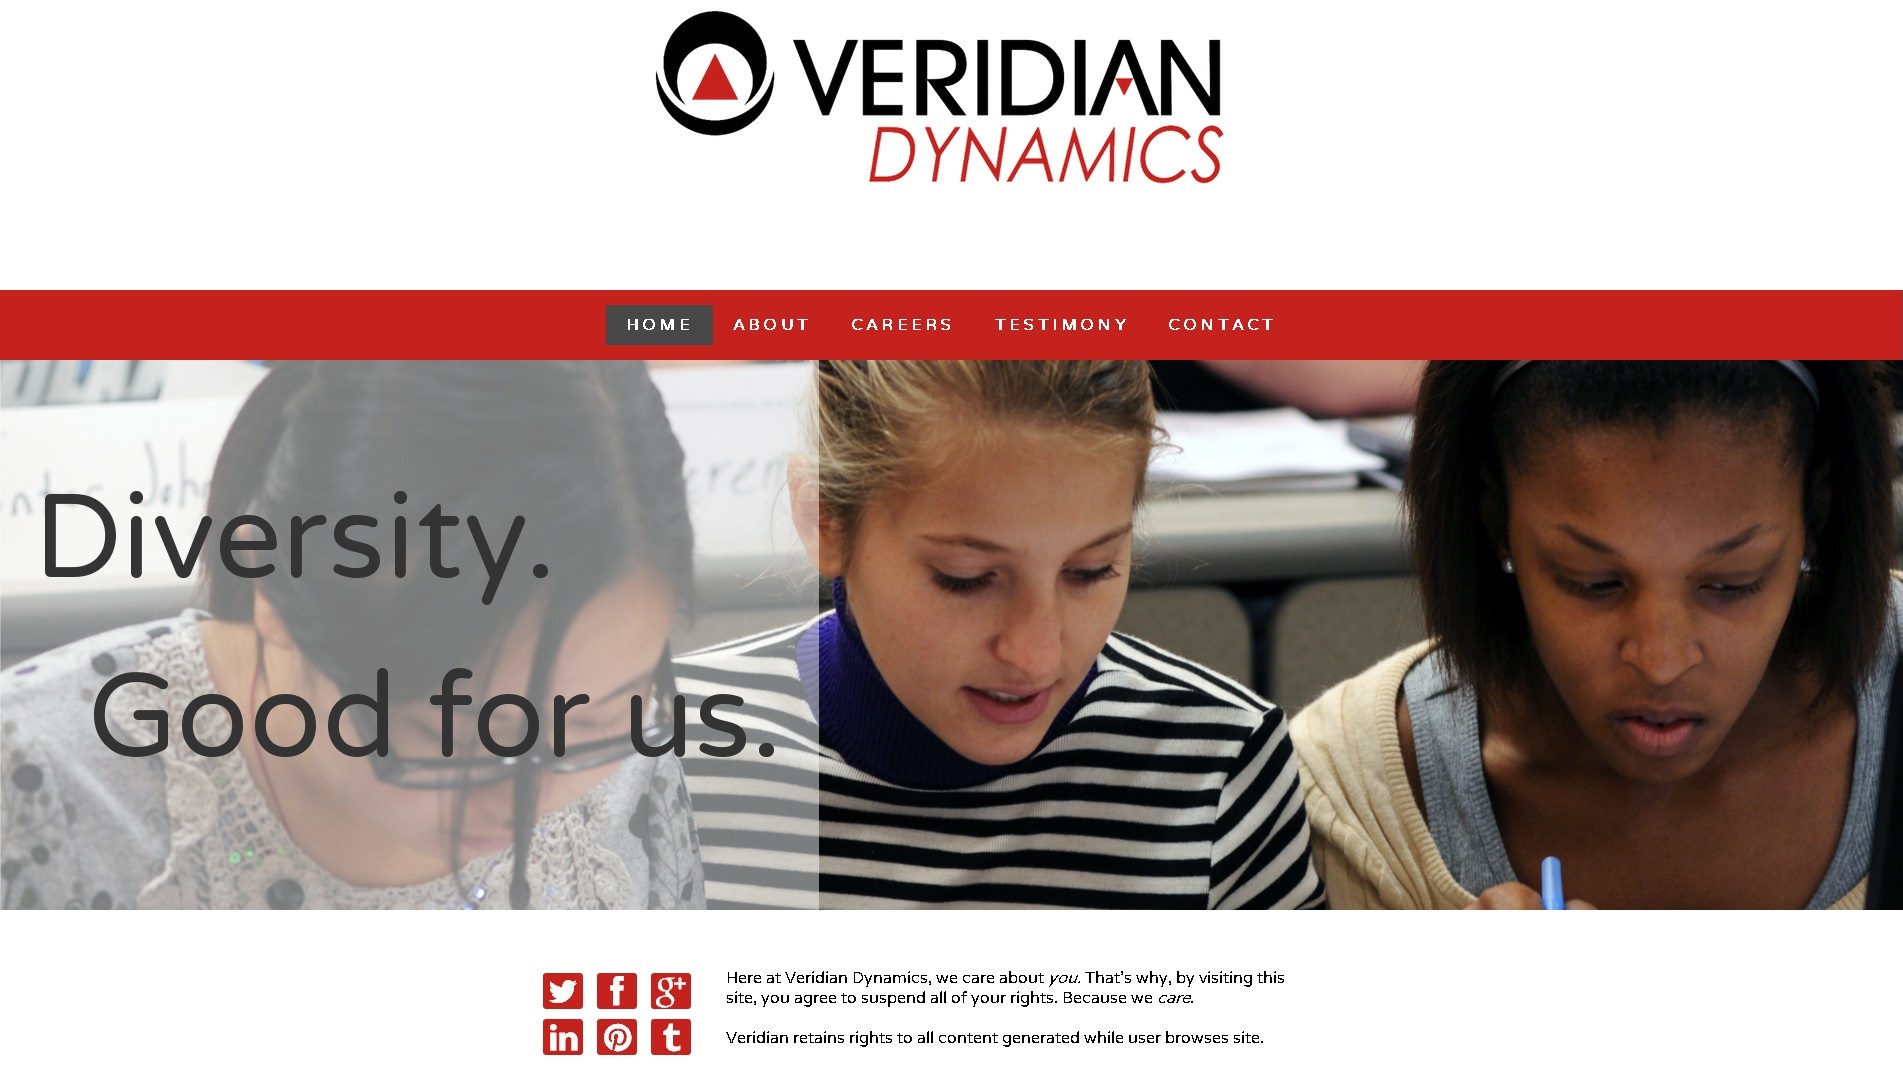 VERIDIAN
DYNAMICS
HOME ABOUT CAREERS TESTIMONY CONTACT
Diversity.
Good for us.
Here at Veridian Dynamics, we care about you. That's why, by visiting this
site, you agree to suspend all of your rights. Because we care.
Veridian retains rights to all content generated while user browses site.
f g+
in t